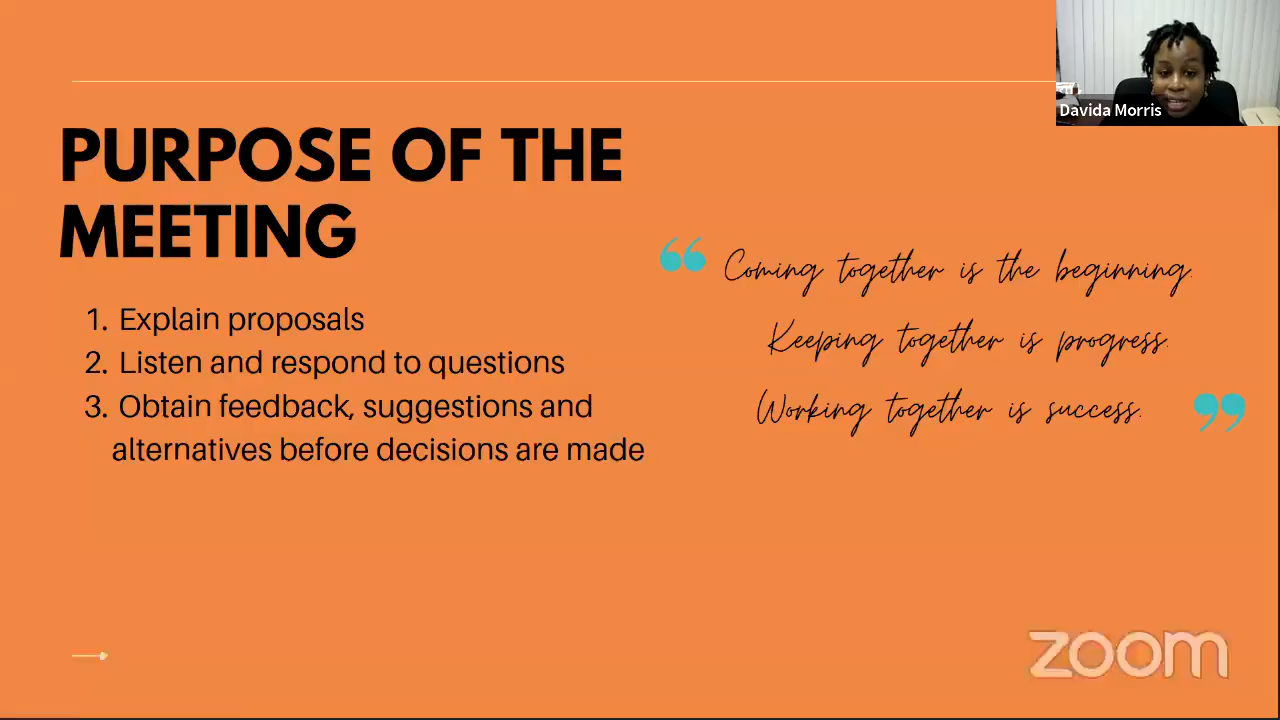 Davida Morris
PURPOSE OF THE
MEETING
1. Explain proposals
2. Listen and respond to questions
3. Obtain feedback, suggestions and
alternatives before decisions are made
“ Coming together is the beginning.
Keeping together is progress.
Working together is success. ”
zoom